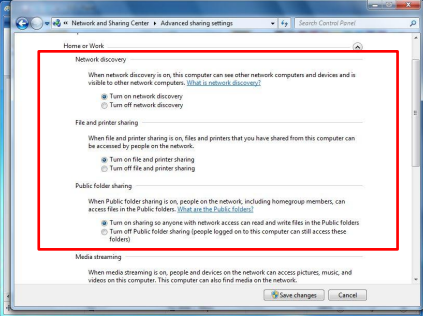 Network and Sharing Center ▸ Advanced sharing settings
Search Control Panel
Home or Work
Network discovery
When network discovery is on, this computer can see other network computers and devices and is
visible to other network computers. What is network discovery?
Turn on network discovery
Turn off network discovery
File and printer sharing
When file and printer sharing is on, files and printers that you have shared from this computer can
be accessed by people on the network.
Turn on file and printer sharing
Turn off file and printer sharing
Public folder sharing
When Public folder sharing is on, people on the network, including homegroup members, can
access files in the Public folders. What are the Public folders?
Turn on sharing so anyone with network access can read and write files in the Public folders
Turn off Public folder sharing (people logged on to this computer can still access these
folders)
Media streaming
When media streaming is on, people and devices on the network can access pictures, music, and
videos on this computer. This computer can also find media on the network.
Save changes
Cancel